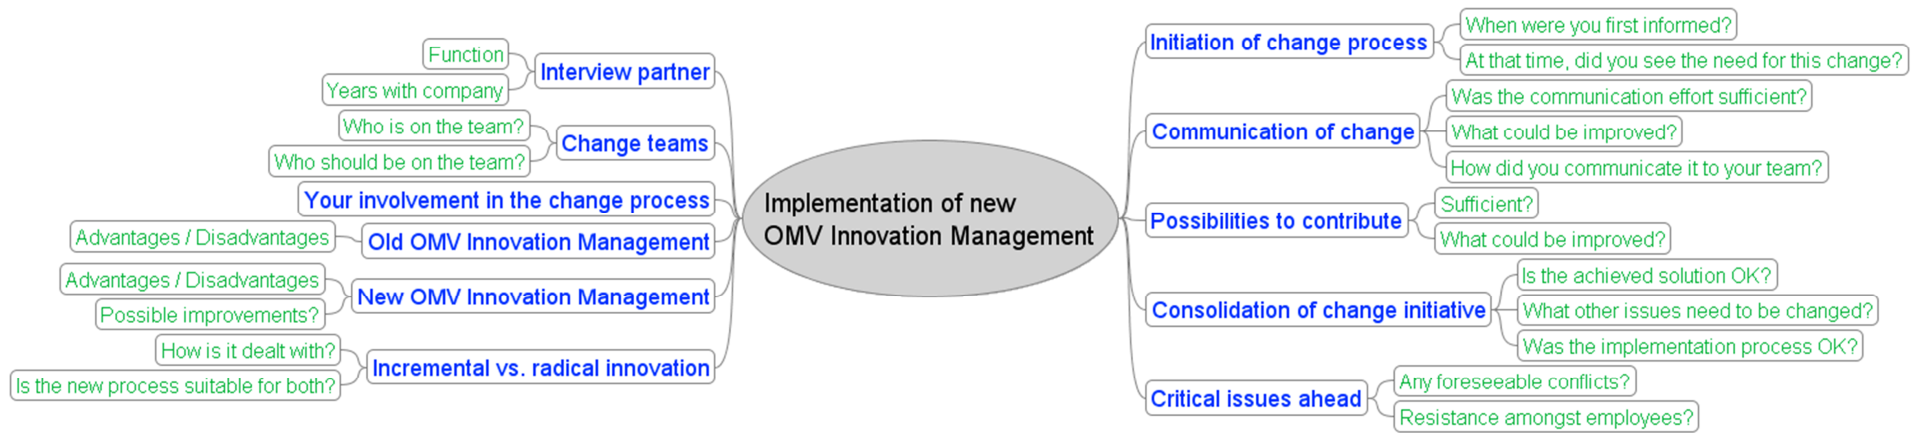 Implementation of new
OMV Innovation Management
Interview partner
Function
Years with company
Change teams
Who is on the team?
Who should be on the team?
Your involvement in the change process
Old OMV Innovation Management
Advantages / Disadvantages
New OMV Innovation Management
Advantages / Disadvantages
Possible improvements?
Incremental vs. radical innovation
How is it dealt with?
Is the new process suitable for both?
Initiation of change process
When were you first informed?
At that time, did you see the need for this change?
Communication of change
Was the communication effort sufficient?
What could be improved?
How did you communicate it to your team?
Possibilities to contribute
Sufficient?
What could be improved?
Consolidation of change initiative
Is the achieved solution OK?
What other issues need to be changed?
Was the implementation process OK?
Critical issues ahead
Any foreseeable conflicts?
Resistance amongst employees?